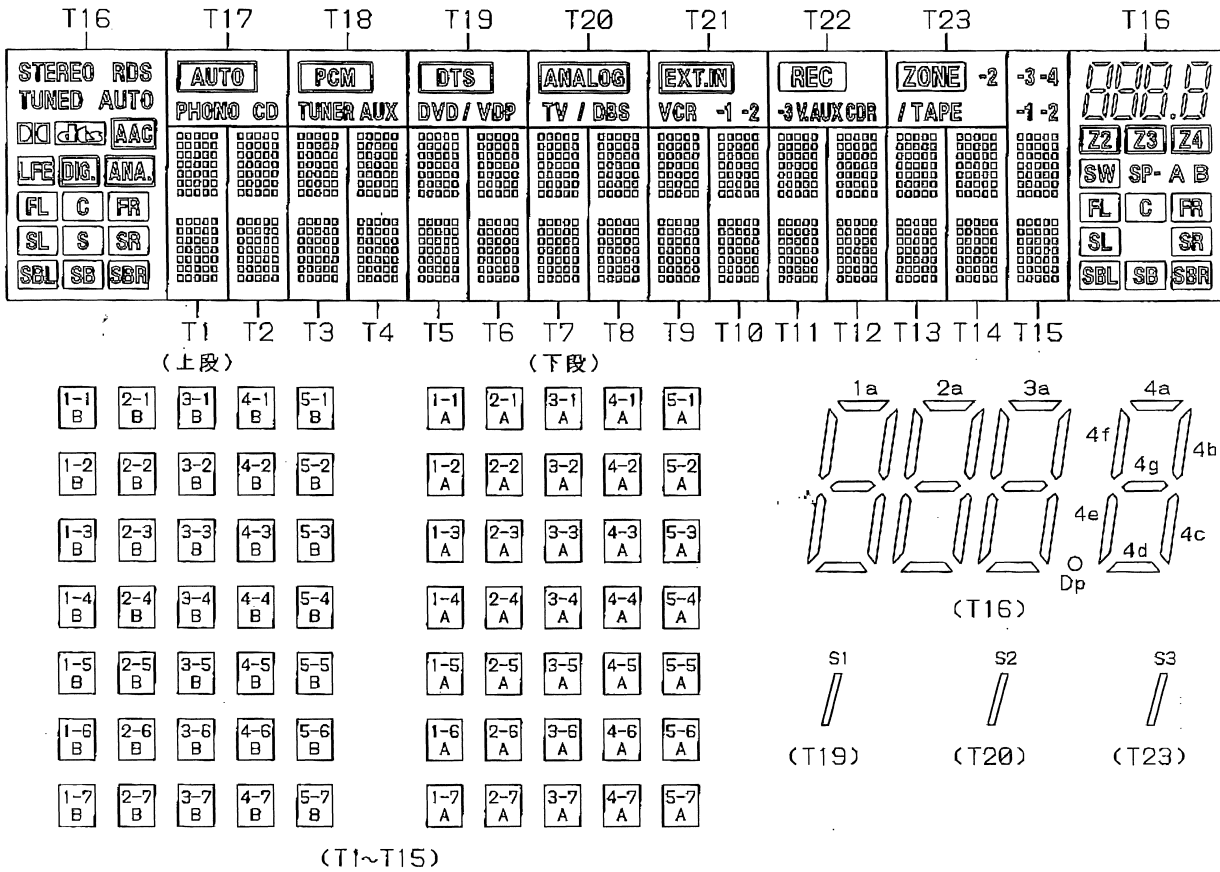 T16 T17 T18 T19 T20 T21 T22 T23 T16
STEREO RDS AUTO PCM DTS ANALOG EXT.IN REC ZONE -2 -3 -4 888.8
TUNED AUTO PHONO CD TUNER AUX DVD / VDP TV / DBS VCR -1 -2 -3 V.AUX CDR / TAPE -1 -2
dts AAC Z2 Z3 Z4
LFE DIG. ANA. SW SP- A B
FL C FR FL C FR
SL S SR SL SR
SBL SB SBR SBL SB SBR
T1 T2 T3 T4 T5 T6 T7 T8 T9 T10 T11 T12 T13 T14 T15
(上段) (下段)
1-1 B 2-1 B 3-1 B 4-1 B 5-1 B 1-1 A 2-1 A 3-1 A 4-1 A 5-1 A
1-2 B 2-2 B 3-2 B 4-2 B 5-2 B 1-2 A 2-2 A 3-2 A 4-2 A 5-2 A
1-3 B 2-3 B 3-3 B 4-3 B 5-3 B 1-3 A 2-3 A 3-3 A 4-3 A 5-3 A
1-4 B 2-4 B 3-4 B 4-4 B 5-4 B 1-4 A 2-4 A 3-4 A 4-4 A 5-4 A
1-5 B 2-5 B 3-5 B 4-5 B 5-5 B 1-5 A 2-5 A 3-5 A 4-5 A 5-5 A
1-6 B 2-6 B 3-6 B 4-6 B 5-6 B 1-6 A 2-6 A 3-6 A 4-6 A 5-6 A
1-7 B 2-7 B 3-7 B 4-7 B 5-7 B 1-7 A 2-7 A 3-7 A 4-7 A 5-7 A
(T1~T15)
1a 2a 3a 4a
4f 4b
4g
4e 4c
4d
Dp
(T16)
S1 S2 S3
(T19) (T20) (T23)